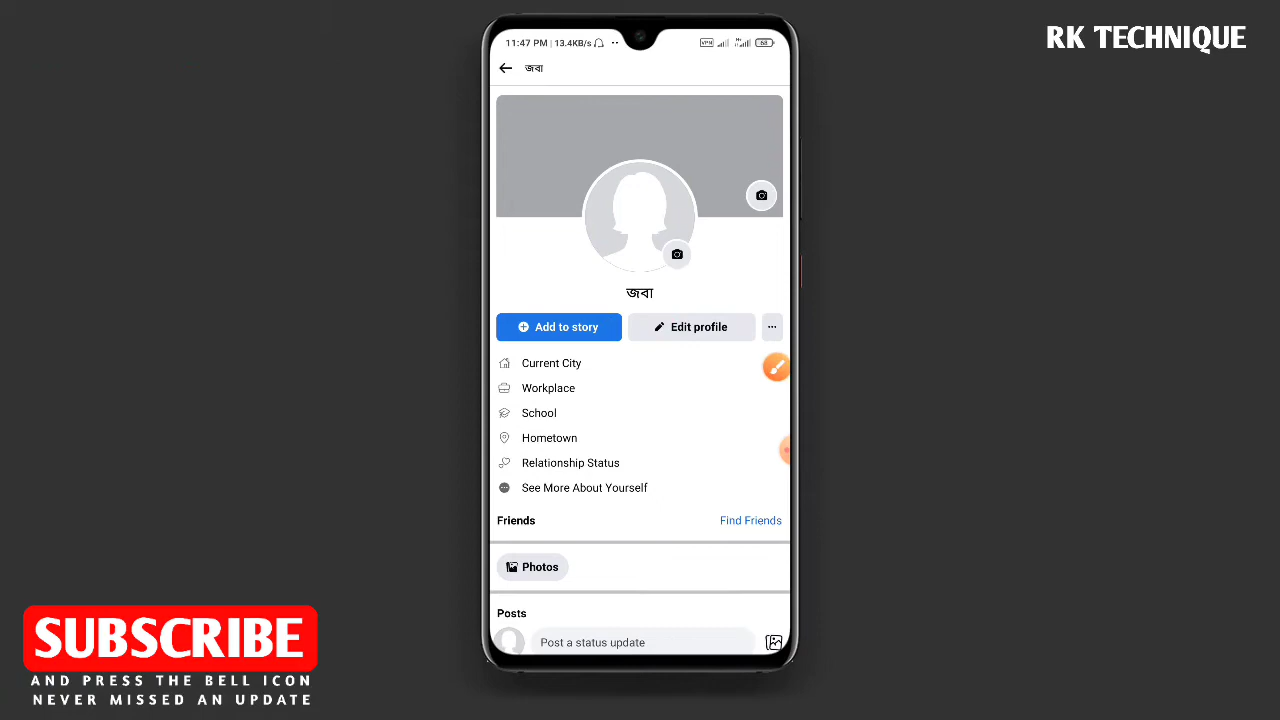 RK TECHNIQUE
11:47 PM | 13.4KB/s
VPN
68
জবা
জবা
Add to story
Edit profile
Current City
Workplace
School
Hometown
Relationship Status
See More About Yourself
Friends
Find Friends
Photos
Posts
Post a status update
SUBSCRIBE
AND PRESS THE BELL ICON
NEVER MISSED AN UPDATE